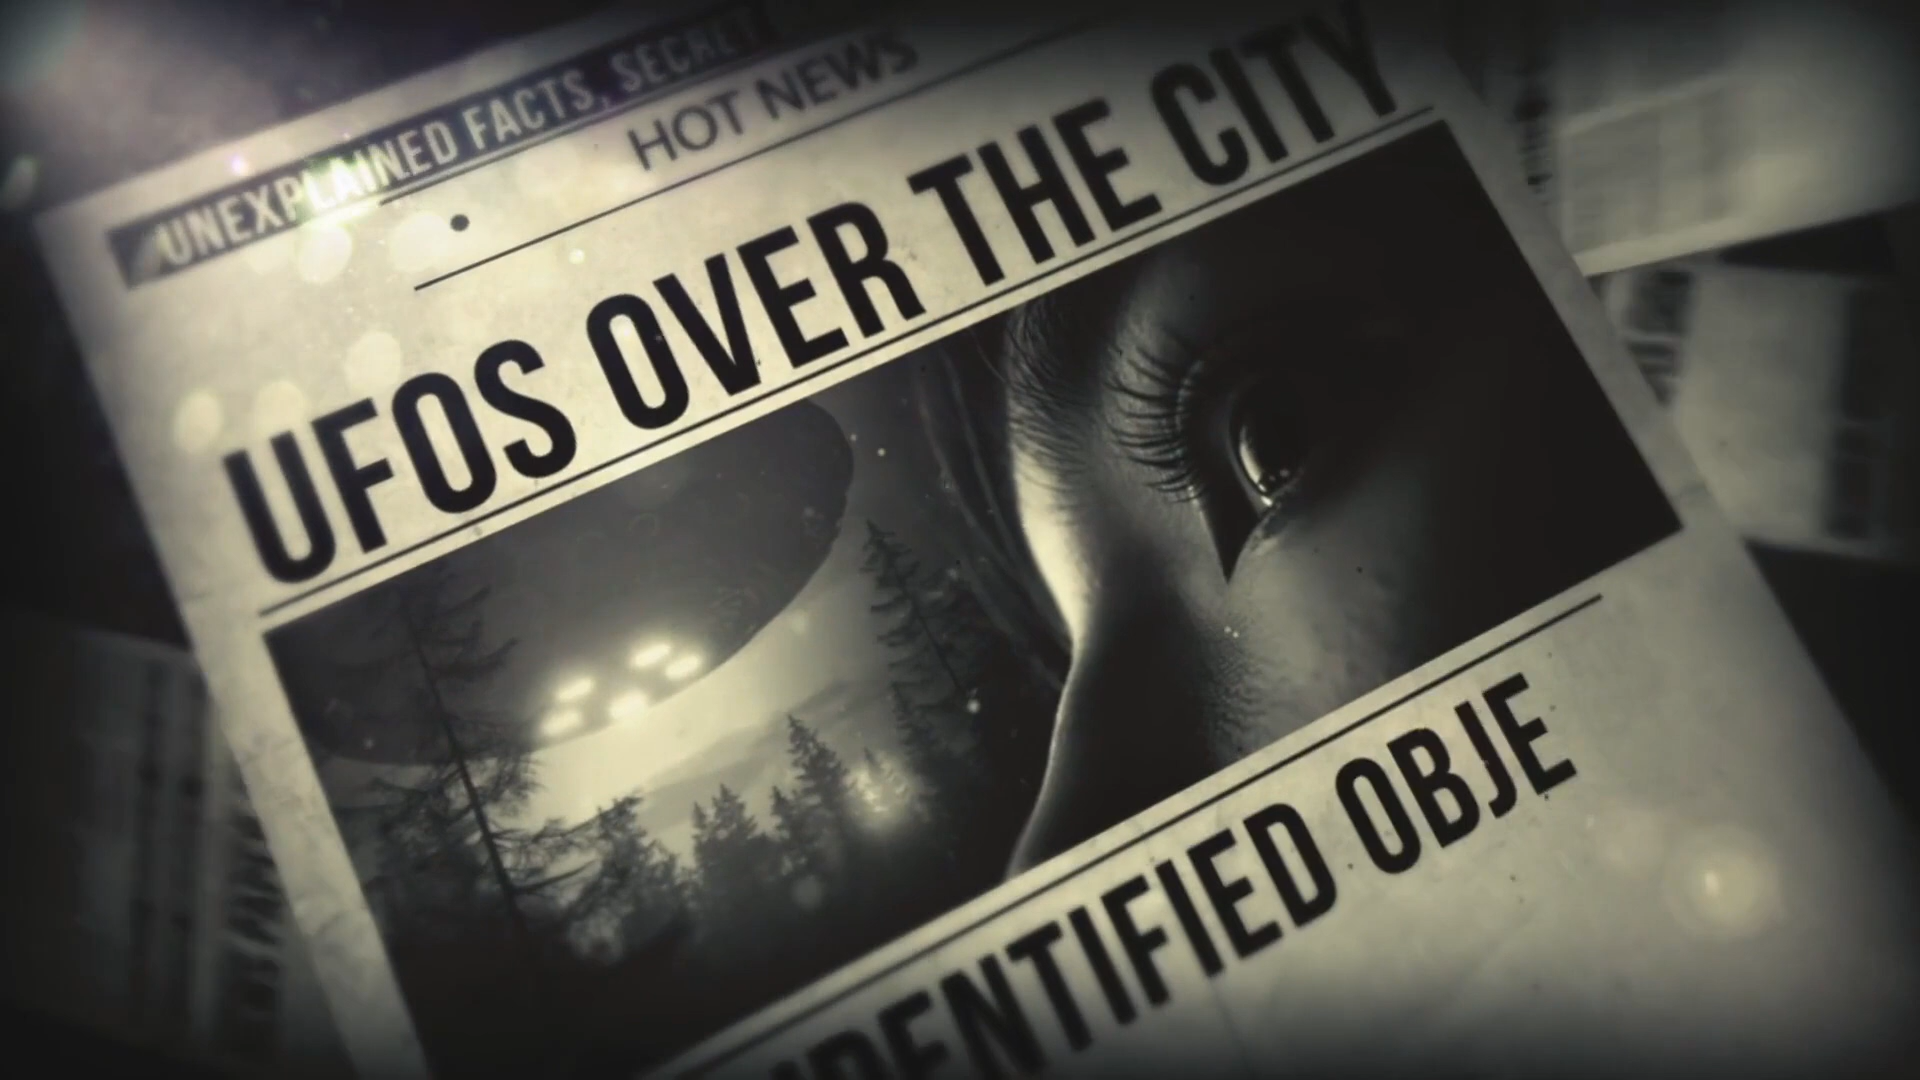 UNEXPLAINED FACTS, SECRET
HOT NEWS
UFOS OVER THE CITY
IDENTIFIED OBJE